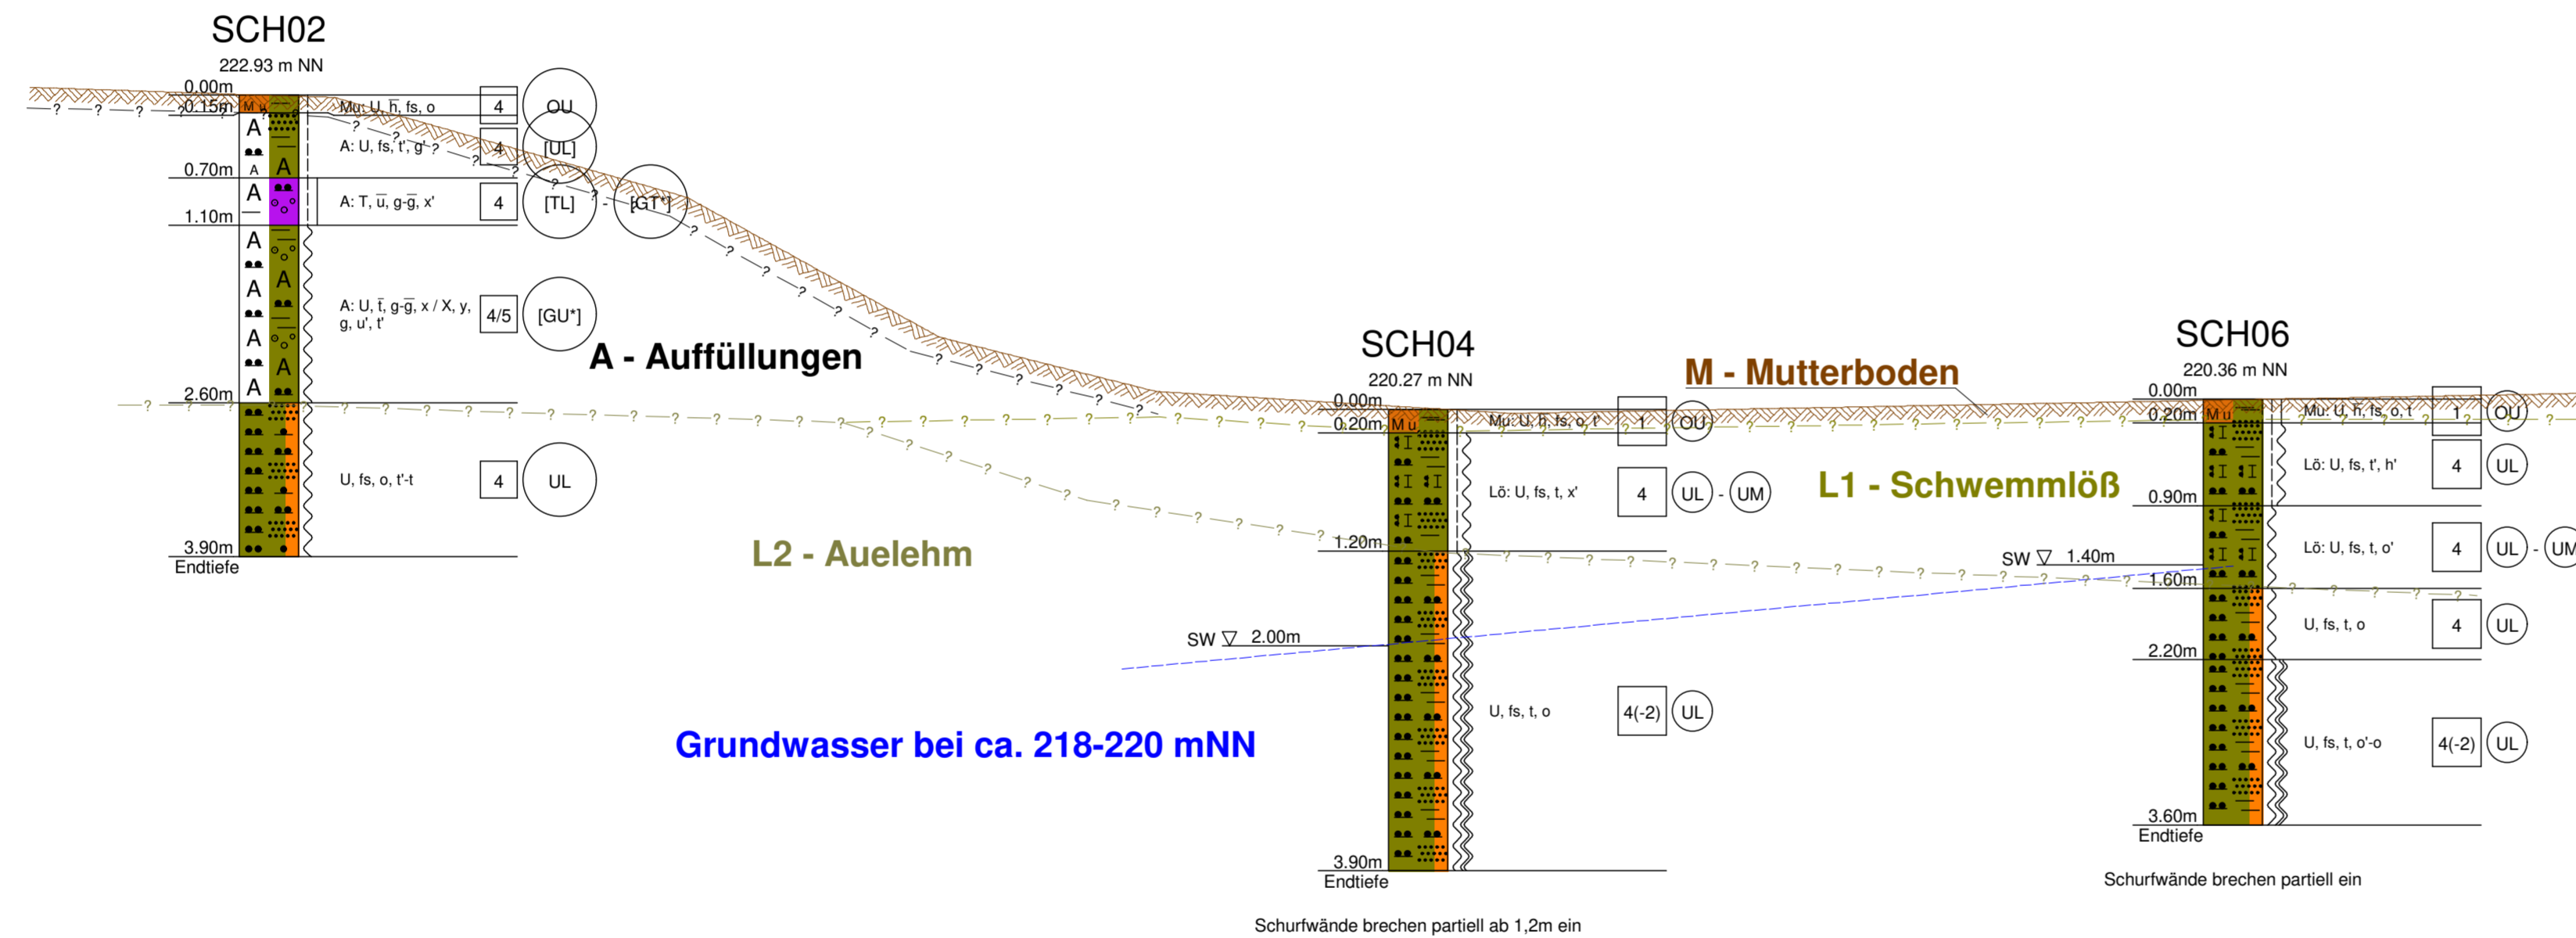 SCH02
222.93 m NN
0.00m
0.15m
Mu
Mu: U, h̅, fs, o
4
OU
A: U, fs, t', g'
4
[UL]
0.70m
A: T, u̅, g-g̅, x'
4
[TL] - [GT*]
1.10m
A: U, t̅, g-g̅, x / X, y,
g, u', t'
4/5
[GU*]
2.60m
U, fs, o, t'-t
4
UL
3.90m
Endtiefe
A - Auffüllungen
L2 - Auelehm
Grundwasser bei ca. 218-220 mNN
SCH04
220.27 m NN
0.00m
0.20m
Mu
Mu: U, h̅, fs, o, t'
1
OU
Lö: U, fs, t, x'
4
UL - UM
1.20m
SW 2.00m
U, fs, t, o
4(-2)
UL
3.90m
Endtiefe
Schurfwände brechen partiell ab 1,2m ein
M - Mutterboden
L1 - Schwemmlöß
SCH06
220.36 m NN
0.00m
0.20m
Mu
Mu: U, h̅, fs, o, t
1
OU
Lö: U, fs, t', h'
4
UL
0.90m
Lö: U, fs, t, o'
4
UL - UM
SW 1.40m
1.60m
U, fs, t, o
4
UL
2.20m
U, fs, t, o'-o
4(-2)
UL
3.60m
Endtiefe
Schurfwände brechen partiell ein